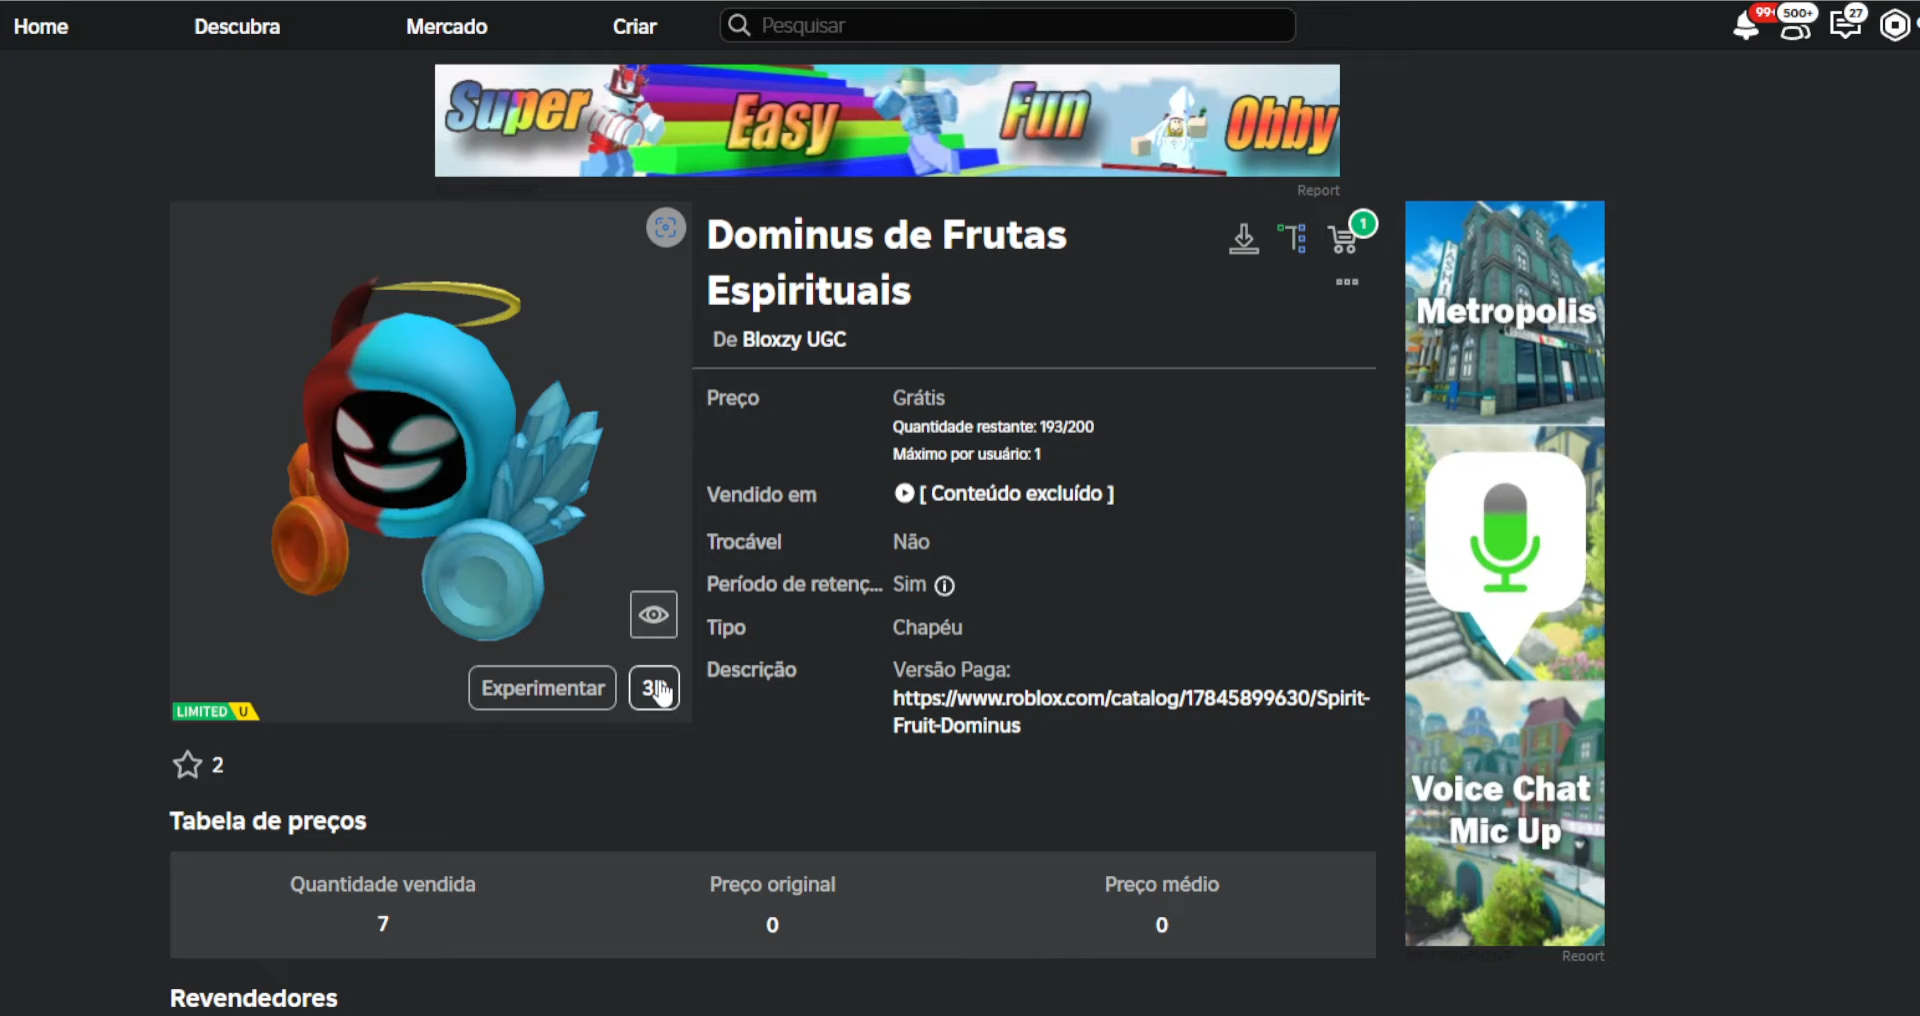 Home
Descubra
Mercado
Criar
Pesquisar
99+
500+
27
Super Easy Fun Obby
Report
Dominus de Frutas
Espirituais
1
De Bloxzy UGC
Preço
Grátis
Quantidade restante: 193/200
Máximo por usuário: 1
Vendido em
[ Conteúdo excluído ]
Trocável
Não
Período de retenç...
Sim
Tipo
Chapéu
Descrição
Versão Paga:
https://www.roblox.com/catalog/17845899630/Spirit-
Fruit-Dominus
Experimentar
LIMITED U
2
Tabela de preços
Quantidade vendida
Preço original
Preço médio
7
0
0
Revendedores
Metropolis
Voice Chat
Mic Up
Report